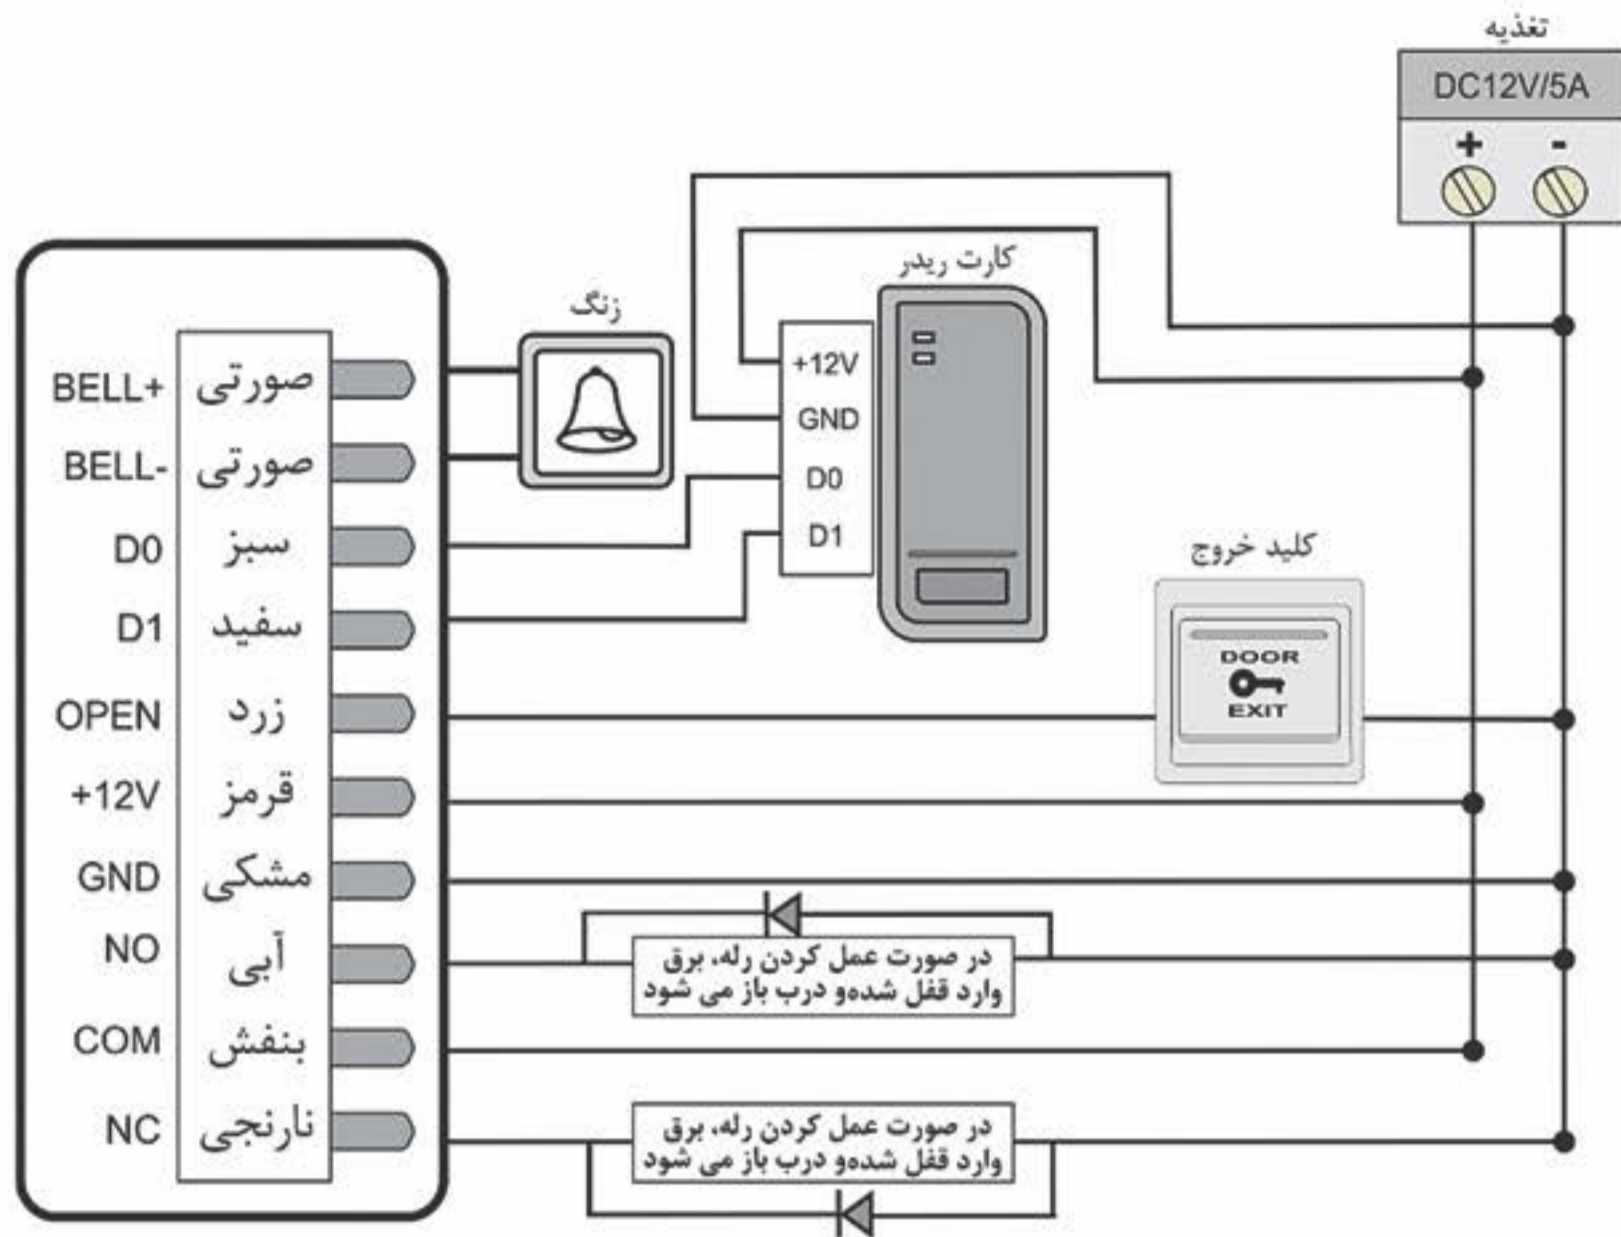 تغذیه
DC12V/5A
+ -
کارت ریدر
زنگ
+12V
GND
D0
D1
کلید خروج
DOOR
EXIT
BELL+ صورتی
BELL- صورتی
D0 سبز
D1 سفید
OPEN زرد
+12V قرمز
GND مشکی
NO آبی
COM بنفش
NC نارنجی
در صورت عمل کردن رله، برق
وارد قفل شده‌و درب باز می شود
در صورت عمل کردن رله، برق
وارد قفل شده‌و درب باز می شود